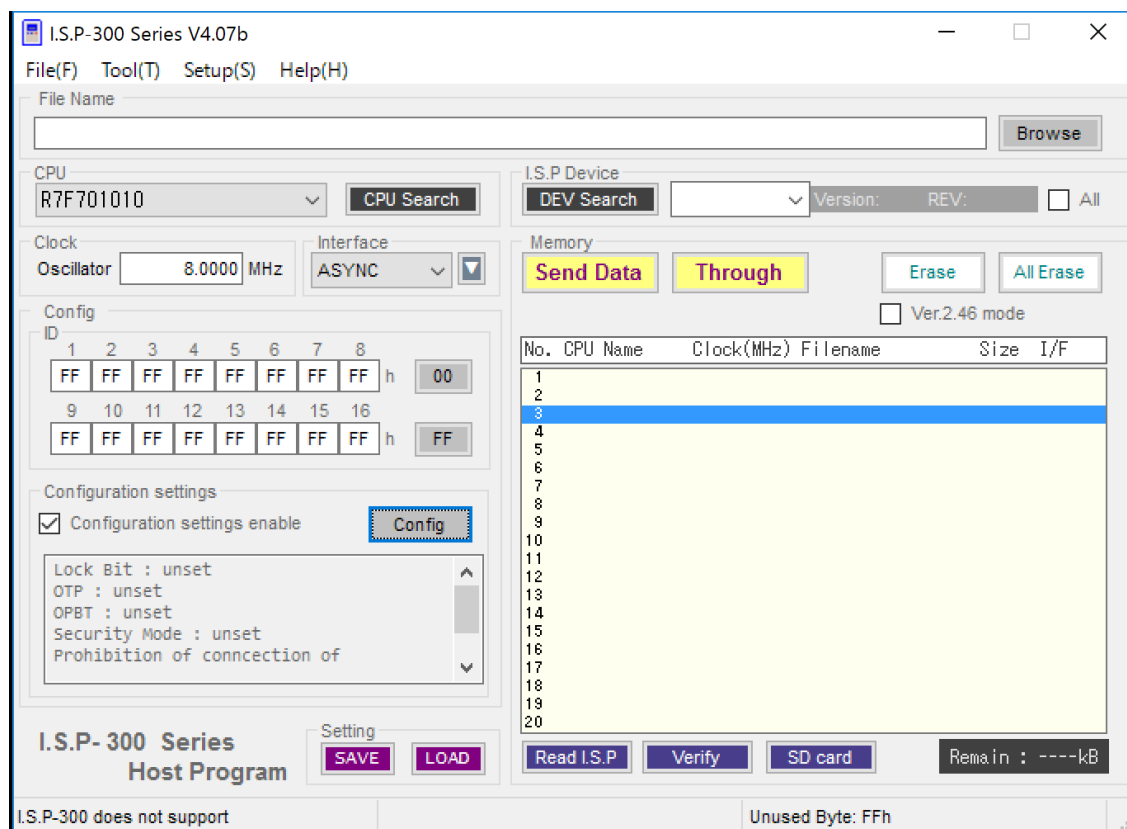 I.S.P-300 Series V4.07b
File(F) Tool(T) Setup(S) Help(H)
File Name
Browse
CPU
R7F701010 CPU Search
I.S.P Device
DEV Search Version: REV: All
Clock
Oscillator 8.0000 MHz
Interface
ASYNC
Memory
Send Data Through Erase All Erase
Ver.2.46 mode
Config
ID
1 2 3 4 5 6 7 8
FF FF FF FF FF FF FF FF h 00
9 10 11 12 13 14 15 16
FF FF FF FF FF FF FF FF h FF
Configuration settings
Configuration settings enable Config
Lock Bit : unset
OTP : unset
OPBT : unset
Security Mode : unset
Prohibition of conncection of
No. CPU Name Clock(MHz) Filename Size I/F
1
2
3
4
5
6
7
8
9
10
11
12
13
14
15
16
17
18
19
20
I.S.P- 300 Series
Host Program
Setting
SAVE LOAD
Read I.S.P Verify SD card Remain : ----kB
I.S.P-300 does not support Unused Byte: FFh